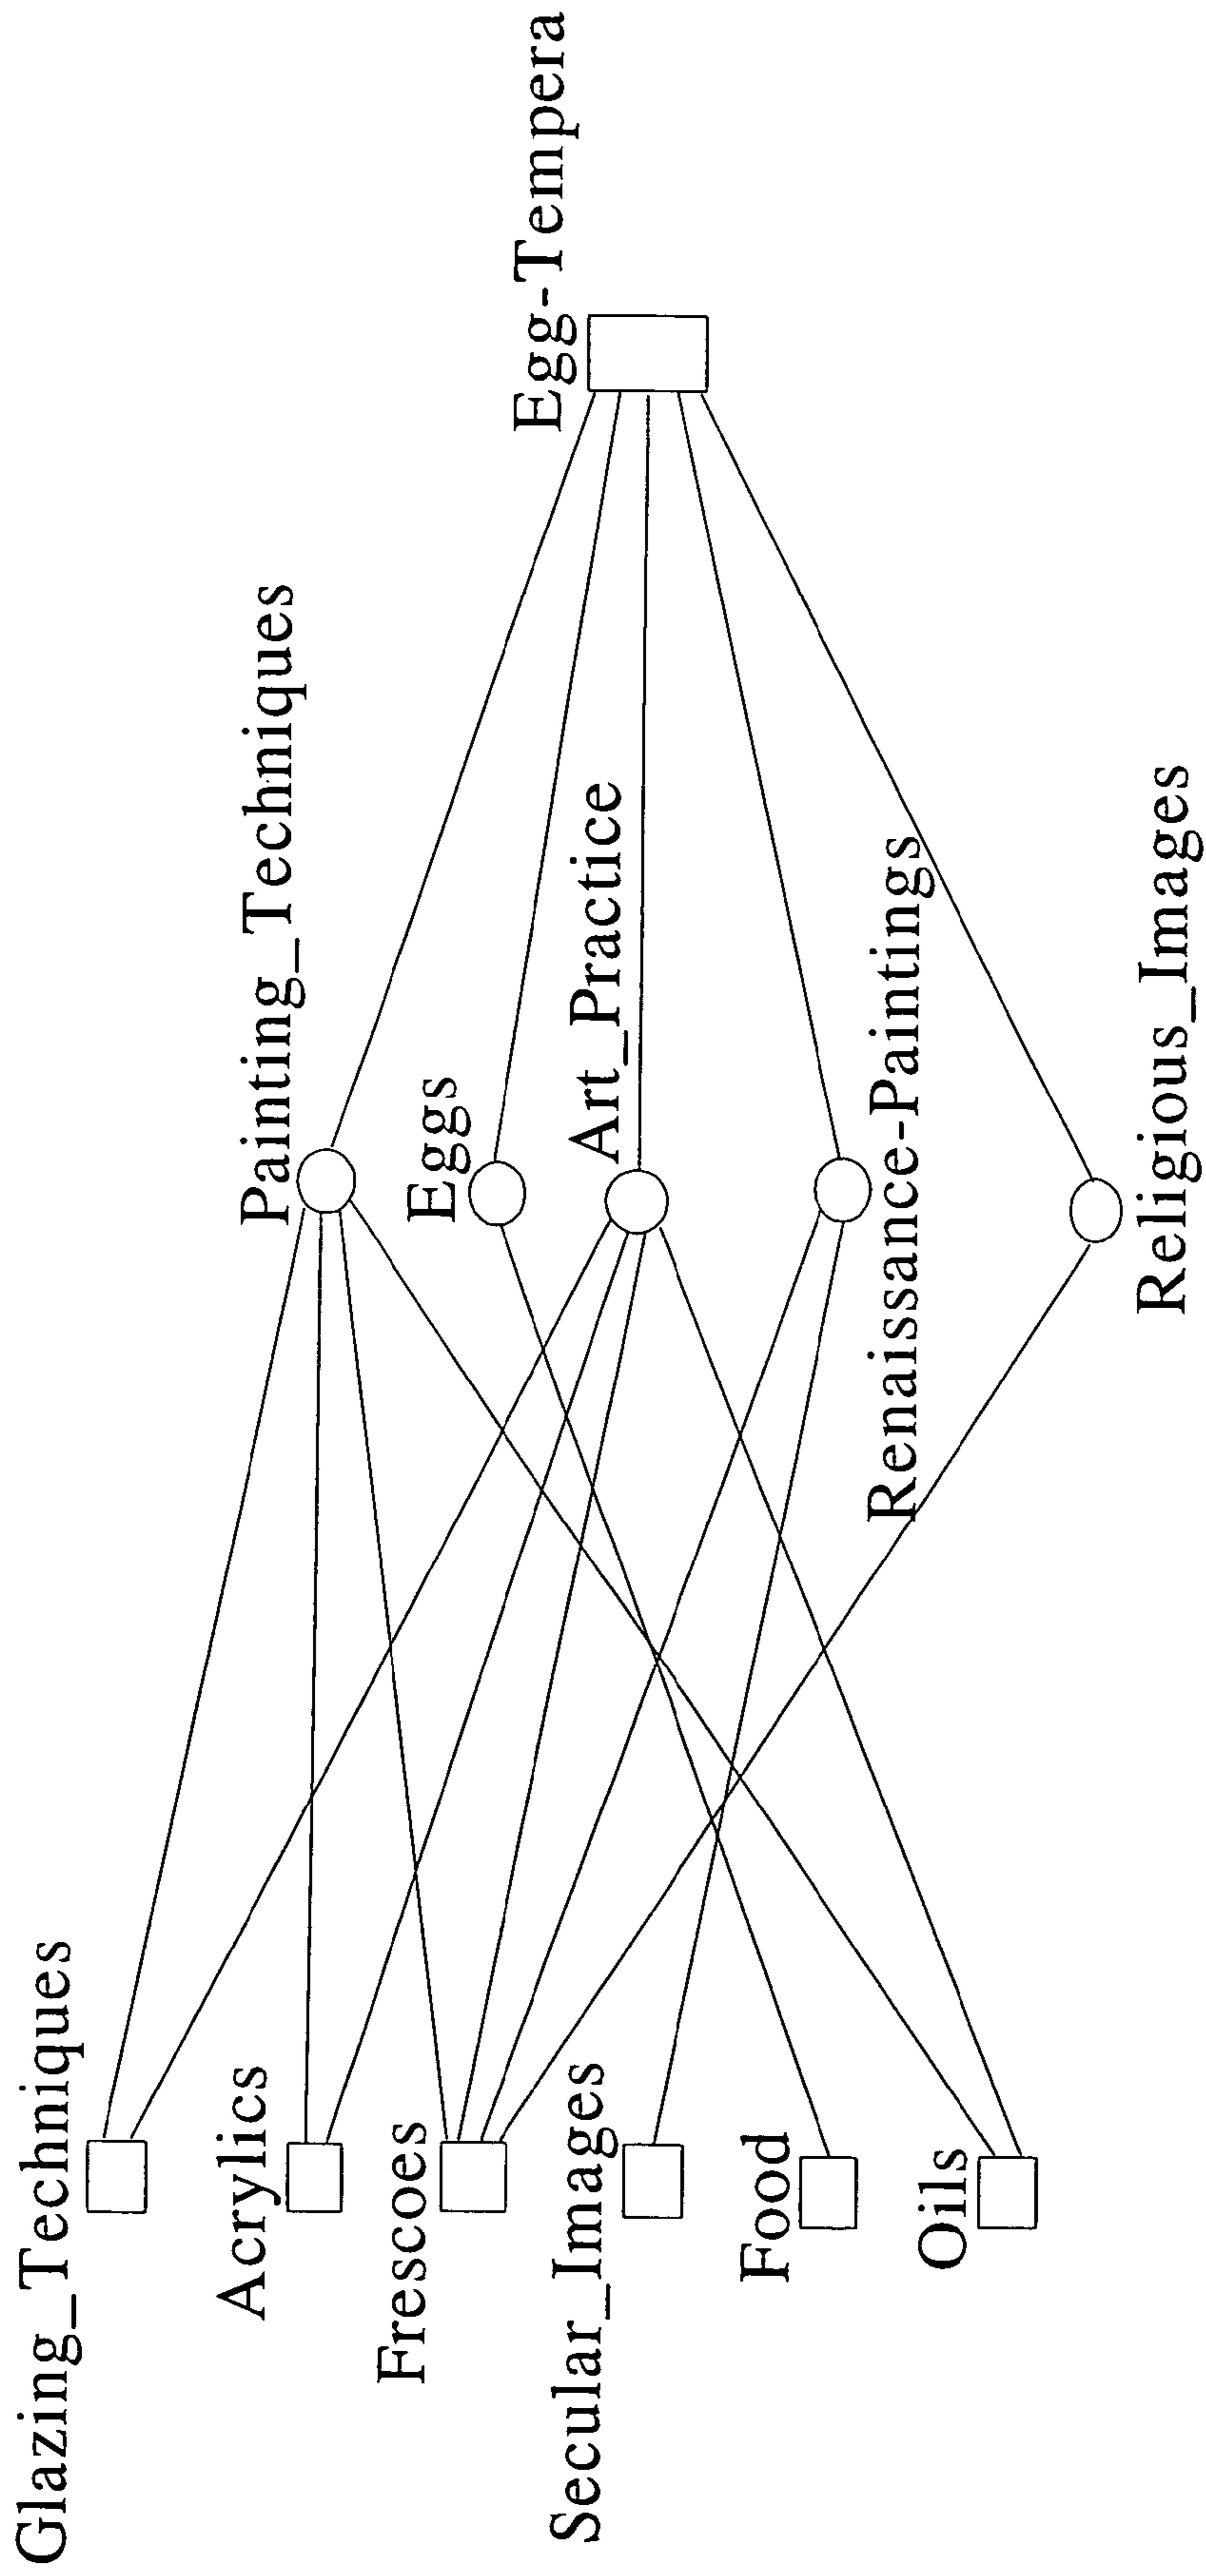 Glazing_Techniques
Acrylics
Frescoes
Secular_Images
Food
Oils
Painting_Techniques
Eggs
Art_Practice
Renaissance-Paintings
Religious_Images
Egg-Tempera